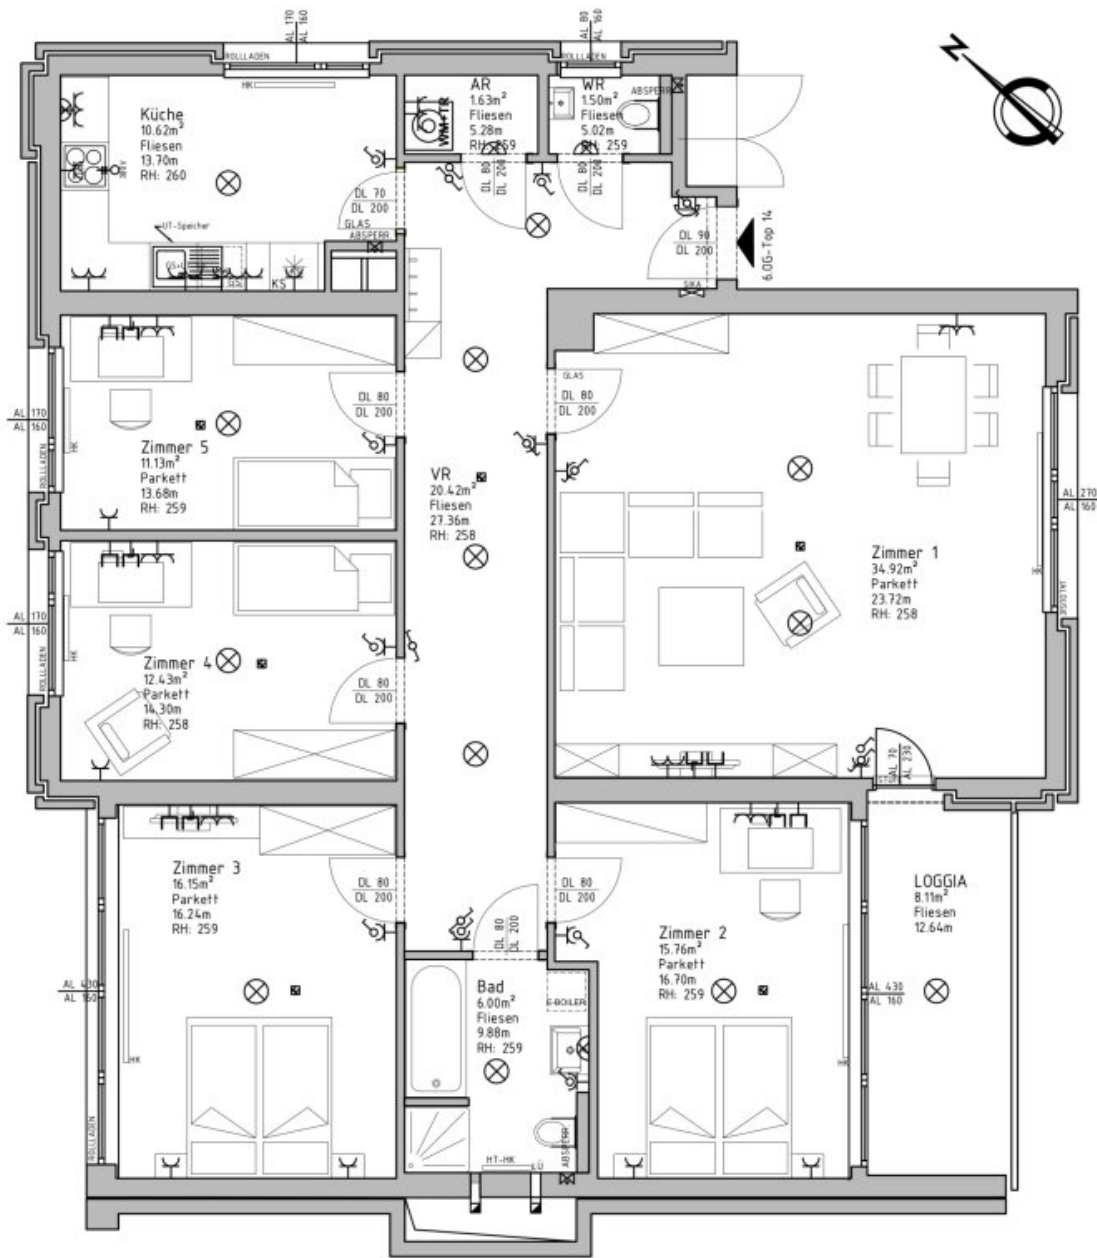 AL 170
AL 160
AL 80
AL 160
ROLLLADEN
ROLLLADEN
HK
Küche
10.62m²
Fliesen
13.70m
RH: 260
AR
1.63m²
Fliesen
5.28m
RH: 259
WM+TR
WR
1.50m²
Fliesen
5.02m
RH: 259
ABSPERR
N
DL 70
DL 200
GLAS
ABSPERR
DL 80
DL 200
DL 80
DL 200
DL 90
DL 200
6.OG-Top 14
SIKA
UT-Speicher
KS
AL 170
AL 160
ROLLLADEN
HK
Zimmer 5
11.13m²
Parkett
13.68m
RH: 259
DL 80
DL 200
VR
20.42m²
Fliesen
27.36m
RH: 258
GLAS
DL 80
DL 200
Zimmer 1
34.92m²
Parkett
23.72m
RH: 258
AL 270
AL 160
HK
AL 170
AL 160
ROLLLADEN
HK
Zimmer 4
12.43m²
Parkett
14.30m
RH: 258
DL 80
DL 200
AL 70
AL 230
Zimmer 3
16.15m²
Parkett
16.24m
RH: 259
DL 80
DL 200
DL 80
DL 200
DL 80
DL 200
LOGGIA
8.11m²
Fliesen
12.64m
Zimmer 2
15.76m²
Parkett
16.70m
RH: 259
AL 430
AL 160
AL 430
AL 160
HK
HK
ROLLLADEN
Bad
6.00m²
Fliesen
9.88m
RH: 259
E-BOILER
HT-HK
LÜ
ABSPERR